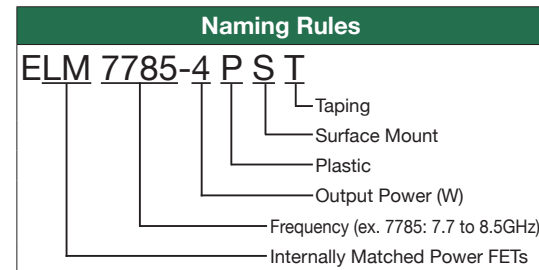 Naming Rules
ELM 7785-4 P S T
Taping
Surface Mount
Plastic
Output Power (W)
Frequency (ex. 7785: 7.7 to 8.5GHz)
Internally Matched Power FETs